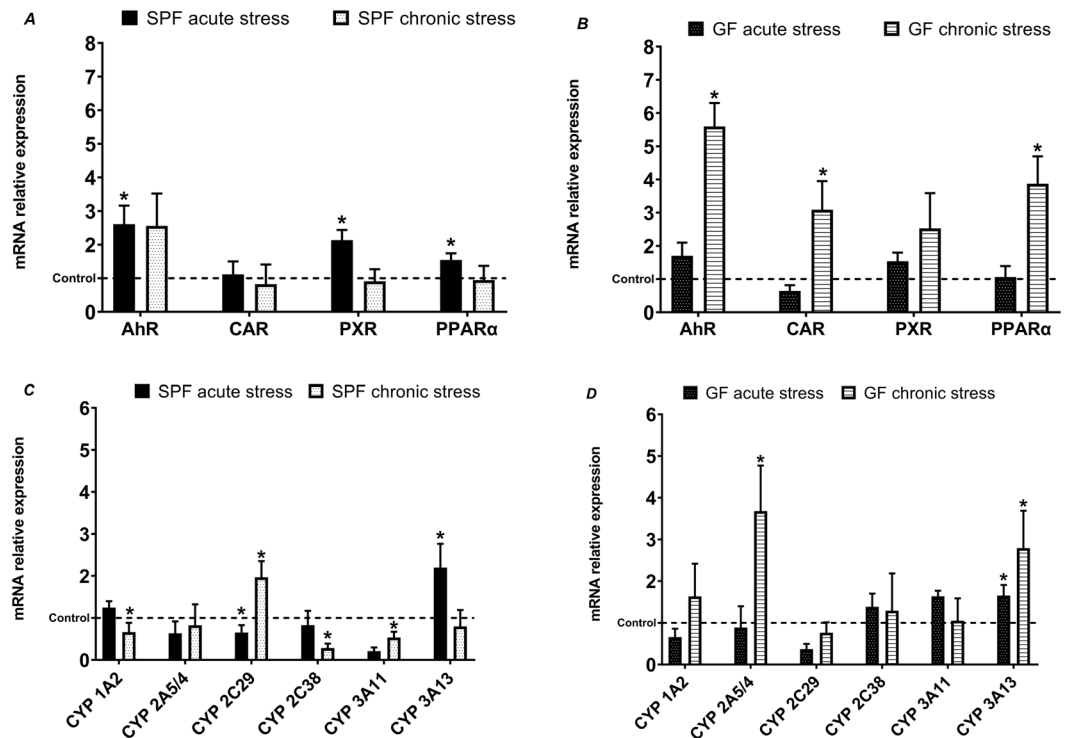 A
SPF acute stress
SPF chronic stress
mRNA relative expression
8
7
6
5
4
3
2
Control
1
0
*
*
*
AhR
CAR
PXR
PPARα
B
GF acute stress
GF chronic stress
mRNA relative expression
8
7
6
5
4
3
2
Control
1
0
*
*
*
AhR
CAR
PXR
PPARα
C
SPF acute stress
SPF chronic stress
mRNA relative expression
6
5
4
3
2
Control
1
0
*
*
*
*
*
*
CYP 1A2
CYP 2A5/4
CYP 2C29
CYP 2C38
CYP 3A11
CYP 3A13
D
GF acute stress
GF chronic stress
mRNA relative expression
6
5
4
3
2
Control
1
0
*
*
*
CYP 1A2
CYP 2A5/4
CYP 2C29
CYP 2C38
CYP 3A11
CYP 3A13